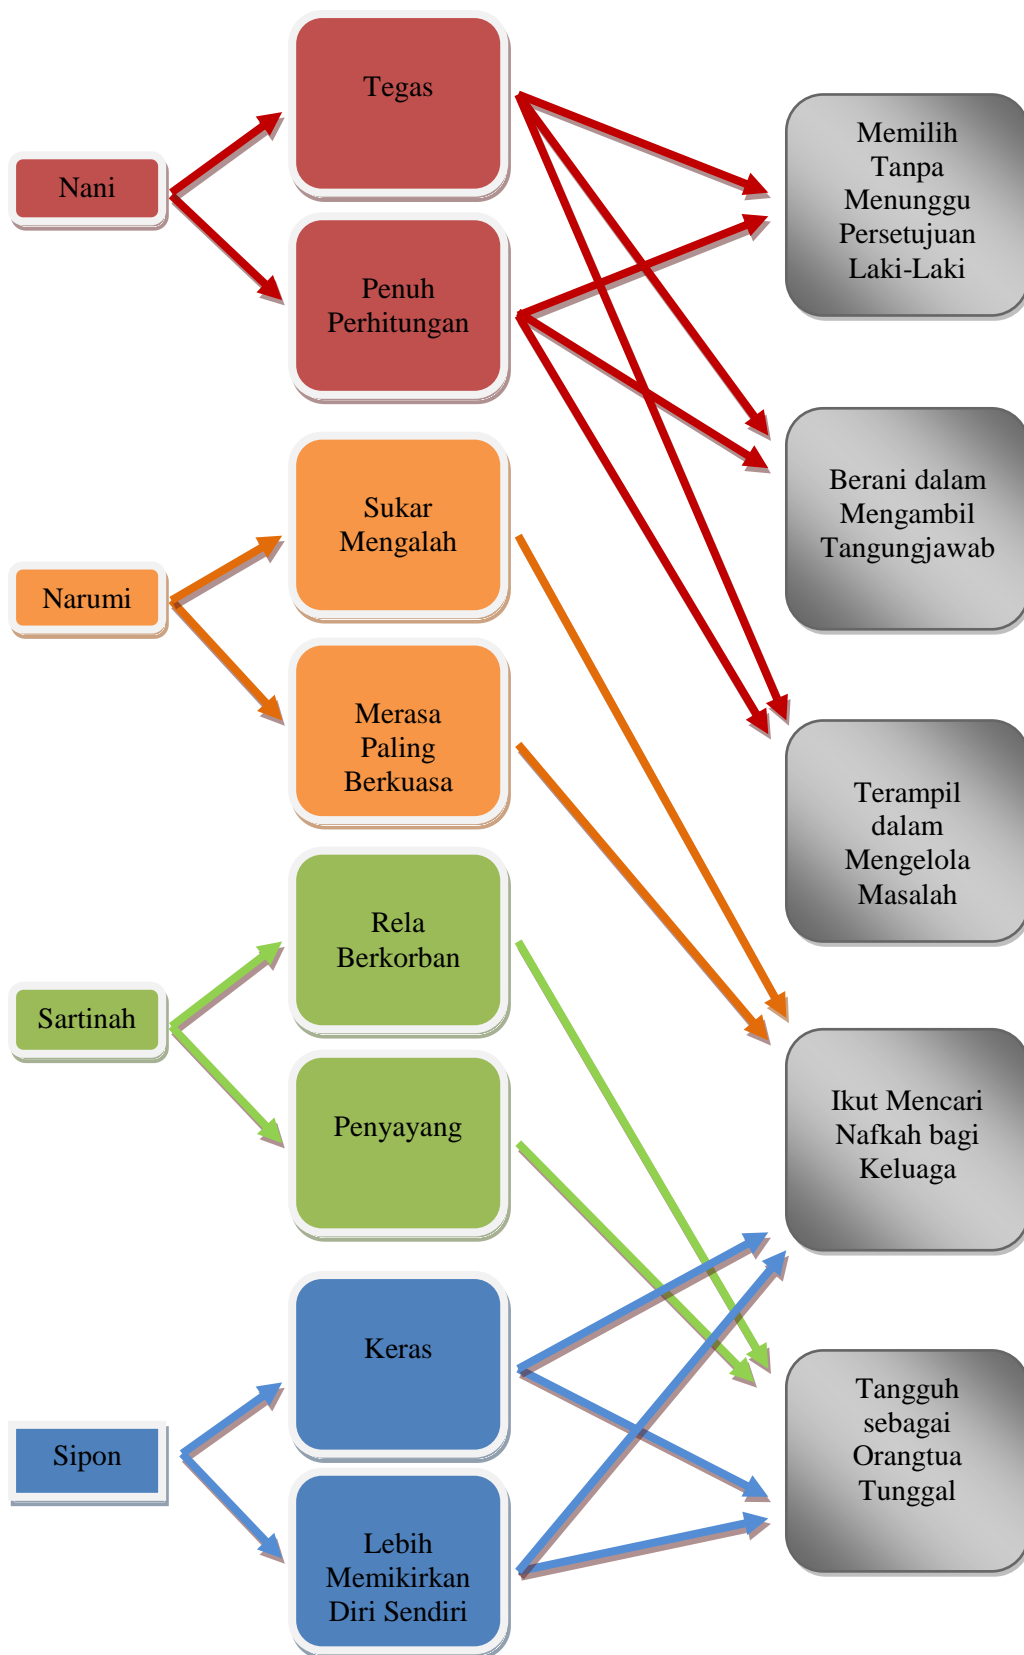 Nani
Tegas
Penuh
Perhitungan
Narumi
Sukar
Mengalah
Merasa
Paling
Berkuasa
Sartinah
Rela
Berkorban
Penyayang
Sipon
Keras
Lebih
Memikirkan
Diri Sendiri
Memilih
Tanpa
Menunggu
Persetujuan
Laki-Laki
Berani dalam
Mengambil
Tangungjawab
Terampil
dalam
Mengelola
Masalah
Ikut Mencari
Nafkah bagi
Keluaga
Tangguh
sebagai
Orangtua
Tunggal